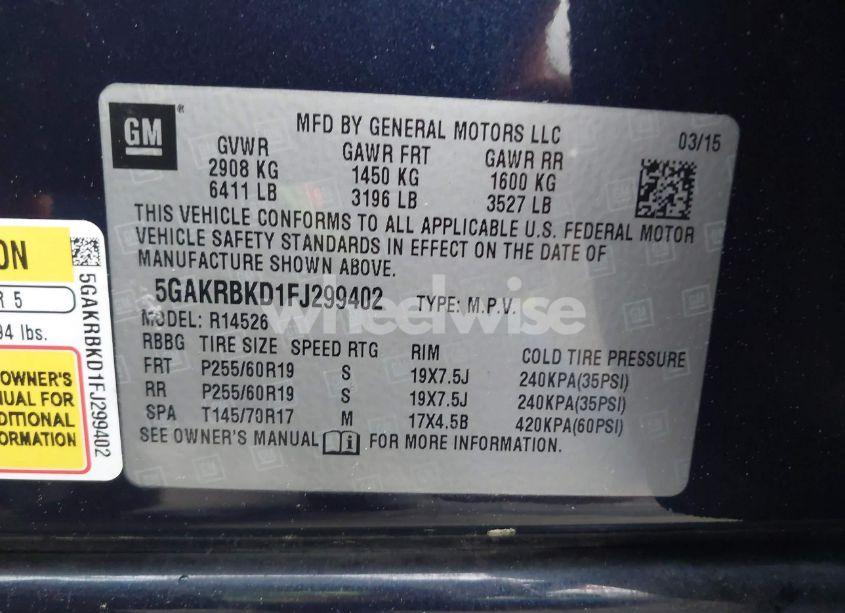 GM ®
MFD BY GENERAL MOTORS LLC 03/15
GVWR GAWR FRT GAWR RR
2908 KG 1450 KG 1600 KG
6411 LB 3196 LB 3527 LB
THIS VEHICLE CONFORMS TO ALL APPLICABLE U.S. FEDERAL MOTOR
VEHICLE SAFETY STANDARDS IN EFFECT ON THE DATE OF
MANUFACTURE SHOWN ABOVE.
5GAKRBKD1FJ299402 TYPE: M.P.V.
MODEL: R14526
RBBG TIRE SIZE SPEED RTG RIM COLD TIRE PRESSURE
FRT P255/60R19 S 19X7.5J 240KPA(35PSI)
RR P255/60R19 S 19X7.5J 240KPA(35PSI)
SPA T145/70R17 M 17X4.5B 420KPA(60PSI)
SEE OWNER'S MANUAL FOR MORE INFORMATION.
wheelwise
ON
R 5
94 lbs.
OWNER'S
UAL FOR
DITIONAL
ORMATION
5GAKRBKD1FJ299402